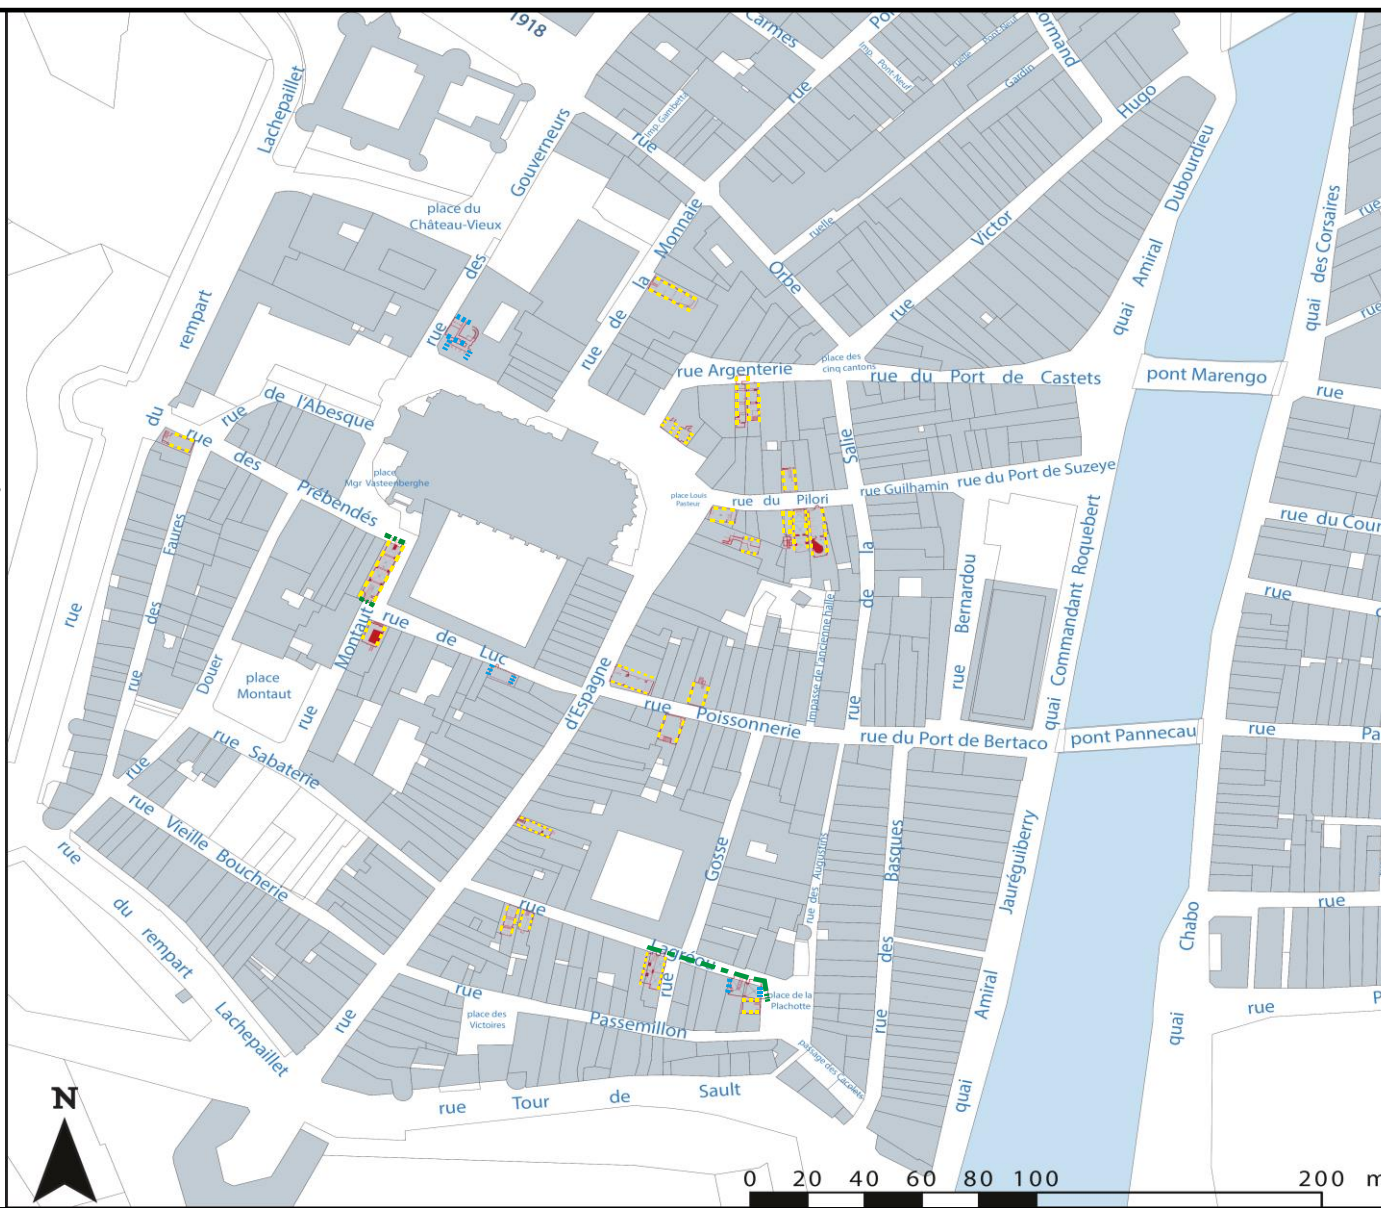 1918
Carmes
Lachepaillet
rue
Imp. Gambetta
rue
Imp. Pont-Neuf
ruelle Pont-Neuf
Gardin
ruelle
Hugo
Victor
rue
Gouverneurs
des
rue
place du
Château-Vieux
Monnaie
la
de
rue
Orbe
quai Amiral Dubourdieu
quai des Corsaires
rempart
du
rue
rue de l'Abesque
rue des Prébendés
place
Mgr Vasteenberghe
rue Argenterie
place des
cinq cantons
rue du Port de Castets
pont Marengo
rue
Salie
la
de
rue
place Louis
Pasteur
rue du Pilori
rue Guilhamin
rue du Port de Suzeye
rue Bernardou
quai Commandant Roquebert
rue
rue
Impasse de l'ancienne halle
rue des Faures
rue Douer
place
Montaut
rue Montaut
rue de Luc
d'Espagne
rue
rue Poissonnerie
rue du Port de Bertaco
pont Pannecau
rue
rue Sabaterie
rue Vieille Boucherie
rue du rempart Lachepaillet
rue Gosse
rue des Augustins
rue des Basques
quai Amiral Jauréguiberry
quai Chabo
rue
rue
rue Lagréou
place de la
Plachotte
rue Passemillon
place des
Victoires
passage des Cacolets
rue Tour de Sault
N
0 20 40 60 80 100 200 m